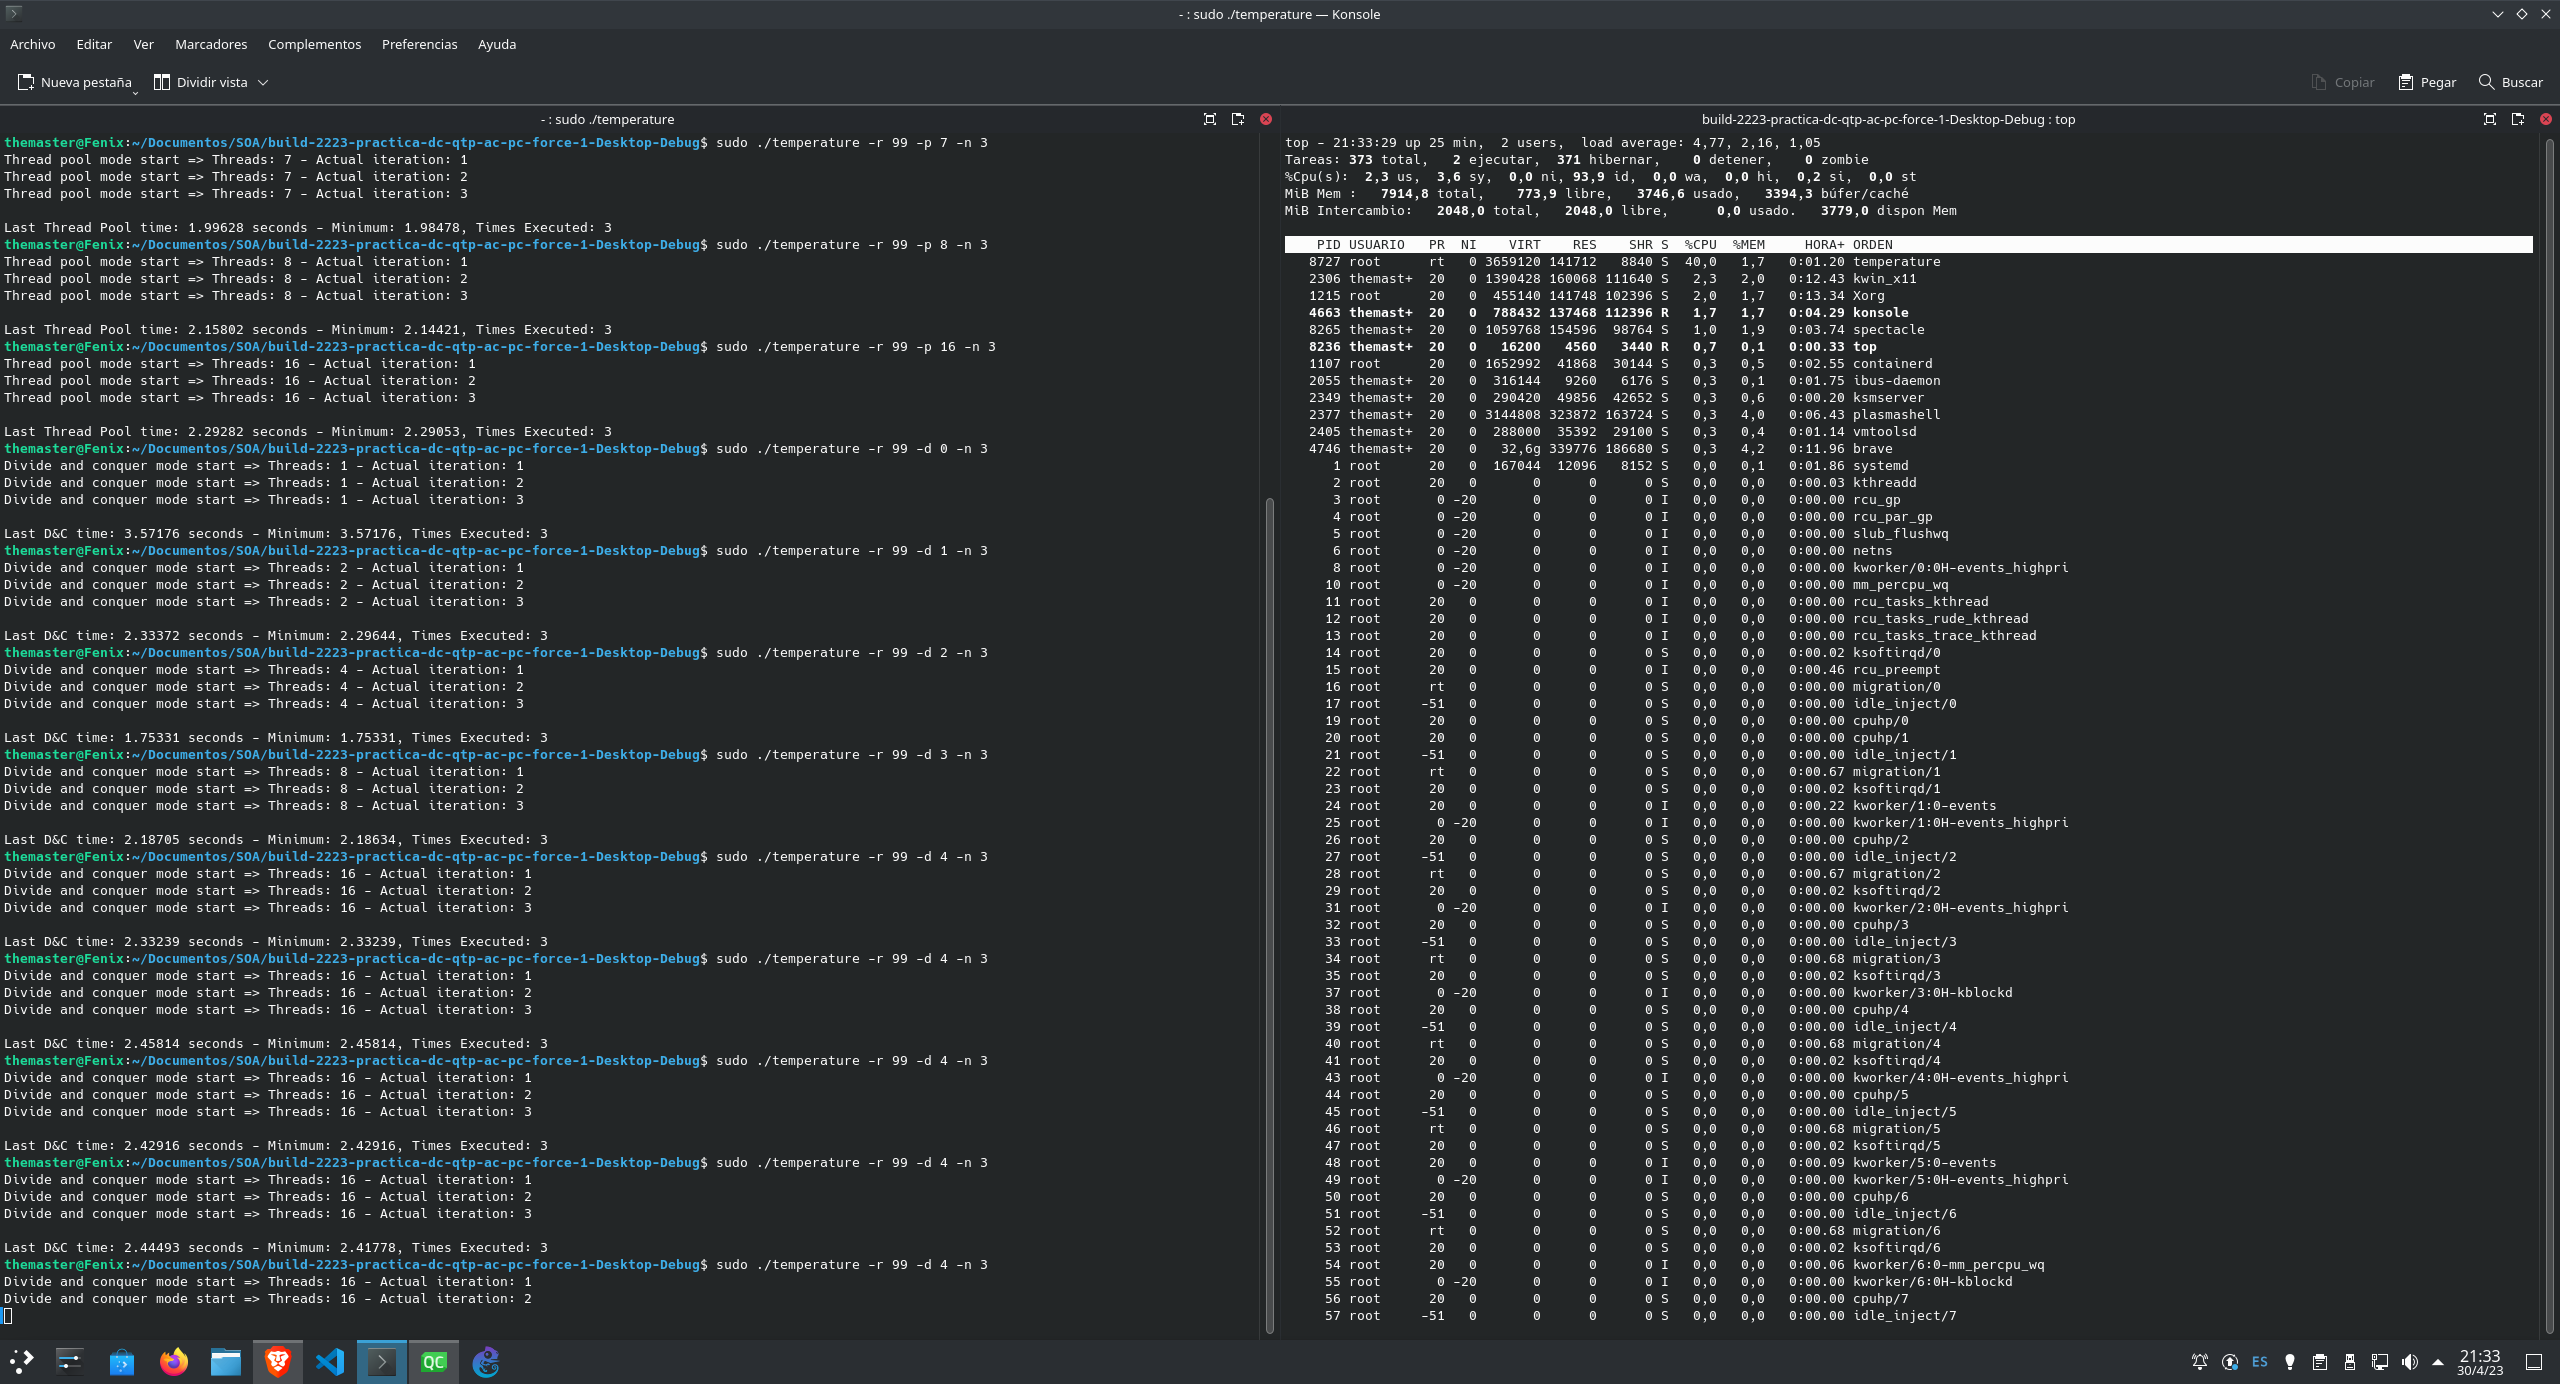 - : sudo ./temperature — Konsole
Archivo Editar Ver Marcadores Complementos Preferencias Ayuda
Nueva pestaña Dividir vista Copiar Pegar Buscar
- : sudo ./temperature
themaster@Fenix:~/Documentos/SOA/build-2223-practica-dc-qtp-ac-pc-force-1-Desktop-Debug$ sudo ./temperature -r 99 -p 7 -n 3
Thread pool mode start => Threads: 7 - Actual iteration: 1
Thread pool mode start => Threads: 7 - Actual iteration: 2
Thread pool mode start => Threads: 7 - Actual iteration: 3
Last Thread Pool time: 1.99628 seconds - Minimum: 1.98478, Times Executed: 3
themaster@Fenix:~/Documentos/SOA/build-2223-practica-dc-qtp-ac-pc-force-1-Desktop-Debug$ sudo ./temperature -r 99 -p 8 -n 3
Thread pool mode start => Threads: 8 - Actual iteration: 1
Thread pool mode start => Threads: 8 - Actual iteration: 2
Thread pool mode start => Threads: 8 - Actual iteration: 3
Last Thread Pool time: 2.15802 seconds - Minimum: 2.14421, Times Executed: 3
themaster@Fenix:~/Documentos/SOA/build-2223-practica-dc-qtp-ac-pc-force-1-Desktop-Debug$ sudo ./temperature -r 99 -p 16 -n 3
Thread pool mode start => Threads: 16 - Actual iteration: 1
Thread pool mode start => Threads: 16 - Actual iteration: 2
Thread pool mode start => Threads: 16 - Actual iteration: 3
Last Thread Pool time: 2.29282 seconds - Minimum: 2.29053, Times Executed: 3
themaster@Fenix:~/Documentos/SOA/build-2223-practica-dc-qtp-ac-pc-force-1-Desktop-Debug$ sudo ./temperature -r 99 -d 0 -n 3
Divide and conquer mode start => Threads: 1 - Actual iteration: 1
Divide and conquer mode start => Threads: 1 - Actual iteration: 2
Divide and conquer mode start => Threads: 1 - Actual iteration: 3
Last D&C time: 3.57176 seconds - Minimum: 3.57176, Times Executed: 3
themaster@Fenix:~/Documentos/SOA/build-2223-practica-dc-qtp-ac-pc-force-1-Desktop-Debug$ sudo ./temperature -r 99 -d 1 -n 3
Divide and conquer mode start => Threads: 2 - Actual iteration: 1
Divide and conquer mode start => Threads: 2 - Actual iteration: 2
Divide and conquer mode start => Threads: 2 - Actual iteration: 3
Last D&C time: 2.33372 seconds - Minimum: 2.29644, Times Executed: 3
themaster@Fenix:~/Documentos/SOA/build-2223-practica-dc-qtp-ac-pc-force-1-Desktop-Debug$ sudo ./temperature -r 99 -d 2 -n 3
Divide and conquer mode start => Threads: 4 - Actual iteration: 1
Divide and conquer mode start => Threads: 4 - Actual iteration: 2
Divide and conquer mode start => Threads: 4 - Actual iteration: 3
Last D&C time: 1.75331 seconds - Minimum: 1.75331, Times Executed: 3
themaster@Fenix:~/Documentos/SOA/build-2223-practica-dc-qtp-ac-pc-force-1-Desktop-Debug$ sudo ./temperature -r 99 -d 3 -n 3
Divide and conquer mode start => Threads: 8 - Actual iteration: 1
Divide and conquer mode start => Threads: 8 - Actual iteration: 2
Divide and conquer mode start => Threads: 8 - Actual iteration: 3
Last D&C time: 2.18705 seconds - Minimum: 2.18634, Times Executed: 3
themaster@Fenix:~/Documentos/SOA/build-2223-practica-dc-qtp-ac-pc-force-1-Desktop-Debug$ sudo ./temperature -r 99 -d 4 -n 3
Divide and conquer mode start => Threads: 16 - Actual iteration: 1
Divide and conquer mode start => Threads: 16 - Actual iteration: 2
Divide and conquer mode start => Threads: 16 - Actual iteration: 3
Last D&C time: 2.33239 seconds - Minimum: 2.33239, Times Executed: 3
themaster@Fenix:~/Documentos/SOA/build-2223-practica-dc-qtp-ac-pc-force-1-Desktop-Debug$ sudo ./temperature -r 99 -d 4 -n 3
Divide and conquer mode start => Threads: 16 - Actual iteration: 1
Divide and conquer mode start => Threads: 16 - Actual iteration: 2
Divide and conquer mode start => Threads: 16 - Actual iteration: 3
Last D&C time: 2.45814 seconds - Minimum: 2.45814, Times Executed: 3
themaster@Fenix:~/Documentos/SOA/build-2223-practica-dc-qtp-ac-pc-force-1-Desktop-Debug$ sudo ./temperature -r 99 -d 4 -n 3
Divide and conquer mode start => Threads: 16 - Actual iteration: 1
Divide and conquer mode start => Threads: 16 - Actual iteration: 2
Divide and conquer mode start => Threads: 16 - Actual iteration: 3
Last D&C time: 2.42916 seconds - Minimum: 2.42916, Times Executed: 3
themaster@Fenix:~/Documentos/SOA/build-2223-practica-dc-qtp-ac-pc-force-1-Desktop-Debug$ sudo ./temperature -r 99 -d 4 -n 3
Divide and conquer mode start => Threads: 16 - Actual iteration: 1
Divide and conquer mode start => Threads: 16 - Actual iteration: 2
Divide and conquer mode start => Threads: 16 - Actual iteration: 3
Last D&C time: 2.44493 seconds - Minimum: 2.41778, Times Executed: 3
themaster@Fenix:~/Documentos/SOA/build-2223-practica-dc-qtp-ac-pc-force-1-Desktop-Debug$ sudo ./temperature -r 99 -d 4 -n 3
Divide and conquer mode start => Threads: 16 - Actual iteration: 1
Divide and conquer mode start => Threads: 16 - Actual iteration: 2
build-2223-practica-dc-qtp-ac-pc-force-1-Desktop-Debug : top
top - 21:33:29 up 25 min, 2 users, load average: 4,77, 2,16, 1,05
Tareas: 373 total, 2 ejecutar, 371 hibernar, 0 detener, 0 zombie
%Cpu(s): 2,3 us, 3,6 sy, 0,0 ni, 93,9 id, 0,0 wa, 0,0 hi, 0,2 si, 0,0 st
MiB Mem : 7914,8 total, 773,9 libre, 3746,6 usado, 3394,3 búfer/caché
MiB Intercambio: 2048,0 total, 2048,0 libre, 0,0 usado. 3779,0 dispon Mem
PID USUARIO PR NI VIRT RES SHR S %CPU %MEM HORA+ ORDEN
8727 root rt 0 3659120 141712 8840 S 40,0 1,7 0:01.20 temperature
2306 themast+ 20 0 1390428 160068 111640 S 2,3 2,0 0:12.43 kwin_x11
1215 root 20 0 455140 141748 102396 S 2,0 1,7 0:13.34 Xorg
4663 themast+ 20 0 788432 137468 112396 R 1,7 1,7 0:04.29 konsole
8265 themast+ 20 0 1059768 154596 98764 S 1,0 1,9 0:03.74 spectacle
8236 themast+ 20 0 16200 4560 3440 R 0,7 0,1 0:00.33 top
1107 root 20 0 1652992 41868 30144 S 0,3 0,5 0:02.55 containerd
2055 themast+ 20 0 316144 9260 6176 S 0,3 0,1 0:01.75 ibus-daemon
2349 themast+ 20 0 290420 49856 42652 S 0,3 0,6 0:00.20 ksmserver
2377 themast+ 20 0 3144808 323872 163724 S 0,3 4,0 0:06.43 plasmashell
2405 themast+ 20 0 288000 35392 29100 S 0,3 0,4 0:01.14 vmtoolsd
4746 themast+ 20 0 32,6g 339776 186680 S 0,3 4,2 0:11.96 brave
1 root 20 0 167044 12096 8152 S 0,0 0,1 0:01.86 systemd
2 root 20 0 0 0 0 S 0,0 0,0 0:00.03 kthreadd
3 root 0 -20 0 0 0 I 0,0 0,0 0:00.00 rcu_gp
4 root 0 -20 0 0 0 I 0,0 0,0 0:00.00 rcu_par_gp
5 root 0 -20 0 0 0 I 0,0 0,0 0:00.00 slub_flushwq
6 root 0 -20 0 0 0 I 0,0 0,0 0:00.00 netns
8 root 0 -20 0 0 0 I 0,0 0,0 0:00.00 kworker/0:0H-events_highpri
10 root 0 -20 0 0 0 I 0,0 0,0 0:00.00 mm_percpu_wq
11 root 20 0 0 0 0 I 0,0 0,0 0:00.00 rcu_tasks_kthread
12 root 20 0 0 0 0 I 0,0 0,0 0:00.00 rcu_tasks_rude_kthread
13 root 20 0 0 0 0 I 0,0 0,0 0:00.00 rcu_tasks_trace_kthread
14 root 20 0 0 0 0 S 0,0 0,0 0:00.02 ksoftirqd/0
15 root 20 0 0 0 0 I 0,0 0,0 0:00.46 rcu_preempt
16 root rt 0 0 0 0 S 0,0 0,0 0:00.00 migration/0
17 root -51 0 0 0 0 S 0,0 0,0 0:00.00 idle_inject/0
19 root 20 0 0 0 0 S 0,0 0,0 0:00.00 cpuhp/0
20 root 20 0 0 0 0 S 0,0 0,0 0:00.00 cpuhp/1
21 root -51 0 0 0 0 S 0,0 0,0 0:00.00 idle_inject/1
22 root rt 0 0 0 0 S 0,0 0,0 0:00.67 migration/1
23 root 20 0 0 0 0 S 0,0 0,0 0:00.02 ksoftirqd/1
24 root 20 0 0 0 0 I 0,0 0,0 0:00.22 kworker/1:0-events
25 root 0 -20 0 0 0 I 0,0 0,0 0:00.00 kworker/1:0H-events_highpri
26 root 20 0 0 0 0 S 0,0 0,0 0:00.00 cpuhp/2
27 root -51 0 0 0 0 S 0,0 0,0 0:00.00 idle_inject/2
28 root rt 0 0 0 0 S 0,0 0,0 0:00.67 migration/2
29 root 20 0 0 0 0 S 0,0 0,0 0:00.02 ksoftirqd/2
31 root 0 -20 0 0 0 I 0,0 0,0 0:00.00 kworker/2:0H-events_highpri
32 root 20 0 0 0 0 S 0,0 0,0 0:00.00 cpuhp/3
33 root -51 0 0 0 0 S 0,0 0,0 0:00.00 idle_inject/3
34 root rt 0 0 0 0 S 0,0 0,0 0:00.68 migration/3
35 root 20 0 0 0 0 S 0,0 0,0 0:00.02 ksoftirqd/3
37 root 0 -20 0 0 0 I 0,0 0,0 0:00.00 kworker/3:0H-kblockd
38 root 20 0 0 0 0 S 0,0 0,0 0:00.00 cpuhp/4
39 root -51 0 0 0 0 S 0,0 0,0 0:00.00 idle_inject/4
40 root rt 0 0 0 0 S 0,0 0,0 0:00.68 migration/4
41 root 20 0 0 0 0 S 0,0 0,0 0:00.02 ksoftirqd/4
43 root 0 -20 0 0 0 I 0,0 0,0 0:00.00 kworker/4:0H-events_highpri
44 root 20 0 0 0 0 S 0,0 0,0 0:00.00 cpuhp/5
45 root -51 0 0 0 0 S 0,0 0,0 0:00.00 idle_inject/5
46 root rt 0 0 0 0 S 0,0 0,0 0:00.68 migration/5
47 root 20 0 0 0 0 S 0,0 0,0 0:00.02 ksoftirqd/5
48 root 20 0 0 0 0 I 0,0 0,0 0:00.09 kworker/5:0-events
49 root 0 -20 0 0 0 I 0,0 0,0 0:00.00 kworker/5:0H-events_highpri
50 root 20 0 0 0 0 S 0,0 0,0 0:00.00 cpuhp/6
51 root -51 0 0 0 0 S 0,0 0,0 0:00.00 idle_inject/6
52 root rt 0 0 0 0 S 0,0 0,0 0:00.68 migration/6
53 root 20 0 0 0 0 S 0,0 0,0 0:00.02 ksoftirqd/6
54 root 20 0 0 0 0 I 0,0 0,0 0:00.06 kworker/6:0-mm_percpu_wq
55 root 0 -20 0 0 0 I 0,0 0,0 0:00.00 kworker/6:0H-kblockd
56 root 20 0 0 0 0 S 0,0 0,0 0:00.00 cpuhp/7
57 root -51 0 0 0 0 S 0,0 0,0 0:00.00 idle_inject/7
QC
ES
21:33
30/4/23